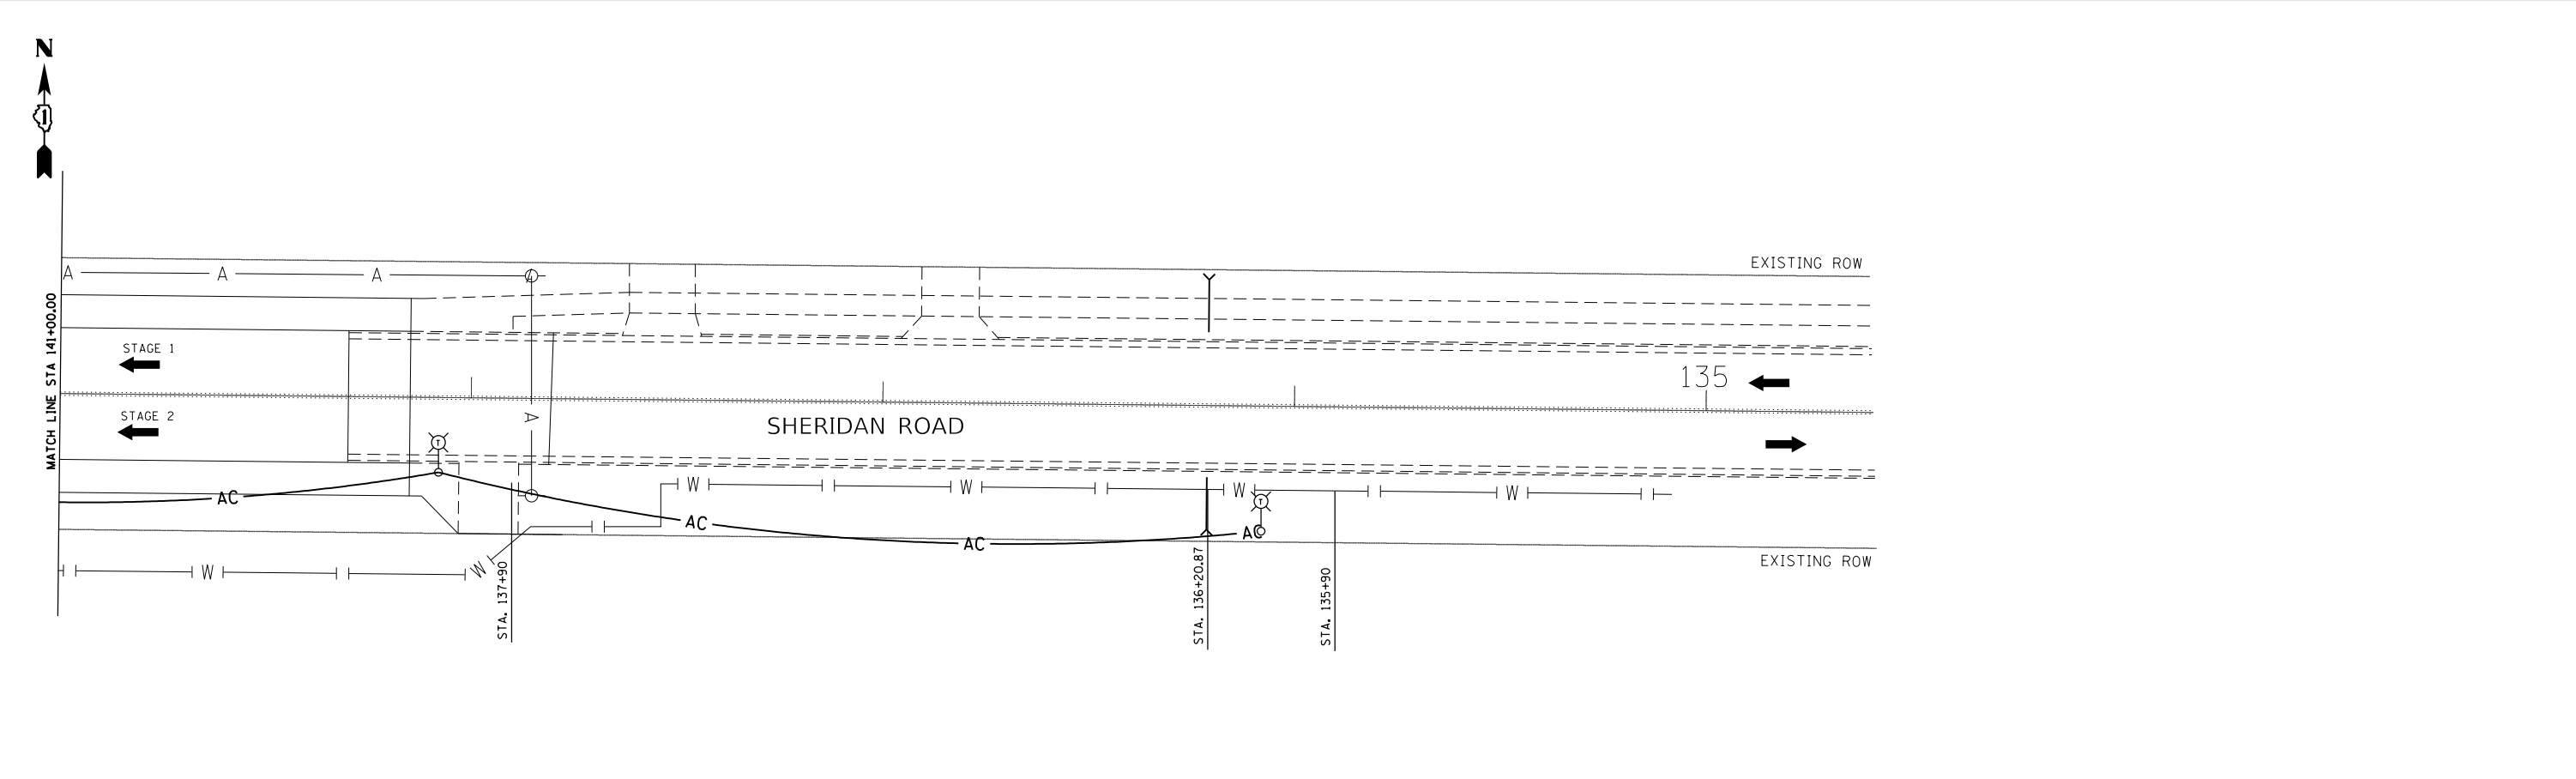 N
1
EXISTING ROW
A A A
MATCH LINE STA 141+00.00
STAGE 1
135
STAGE 2
A
SHERIDAN ROAD
T
W W W W
AC
T
AC
AC
AC
EXISTING ROW
W W
STA. 137+90
STA. 136+20.87
STA. 135+90